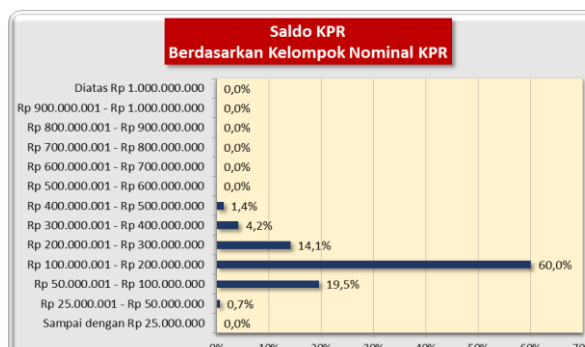 Saldo KPR
Berdasarkan Kelompok Nominal KPR
Diatas Rp 1.000.000.000 0,0%
Rp 900.000.001 - Rp 1.000.000.000 0,0%
Rp 800.000.001 - Rp 900.000.000 0,0%
Rp 700.000.001 - Rp 800.000.000 0,0%
Rp 600.000.001 - Rp 700.000.000 0,0%
Rp 500.000.001 - Rp 600.000.000 0,0%
Rp 400.000.001 - Rp 500.000.000 1,4%
Rp 300.000.001 - Rp 400.000.000 4,2%
Rp 200.000.001 - Rp 300.000.000 14,1%
Rp 100.000.001 - Rp 200.000.000 60,0%
Rp 50.000.001 - Rp 100.000.000 19,5%
Rp 25.000.001 - Rp 50.000.000 0,7%
Sampai dengan Rp 25.000.000 0,0%
0% 10% 20% 30% 40% 50% 60%